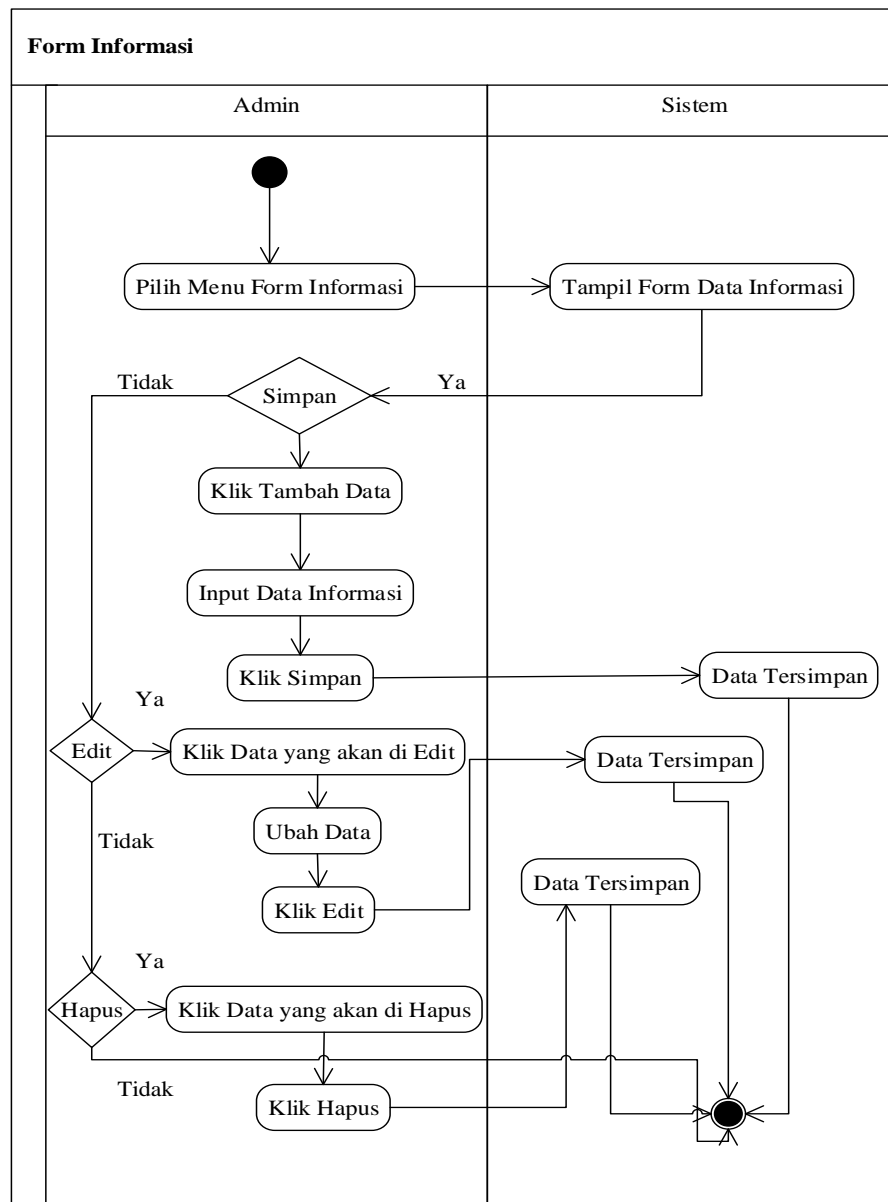 Form Informasi
Admin
Sistem
Pilih Menu Form Informasi
Tampil Form Data Informasi
Tidak
Simpan
Ya
Klik Tambah Data
Input Data Informasi
Klik Simpan
Data Tersimpan
Ya
Edit
Klik Data yang akan di Edit
Data Tersimpan
Ubah Data
Tidak
Klik Edit
Data Tersimpan
Ya
Hapus
Klik Data yang akan di Hapus
Tidak
Klik Hapus